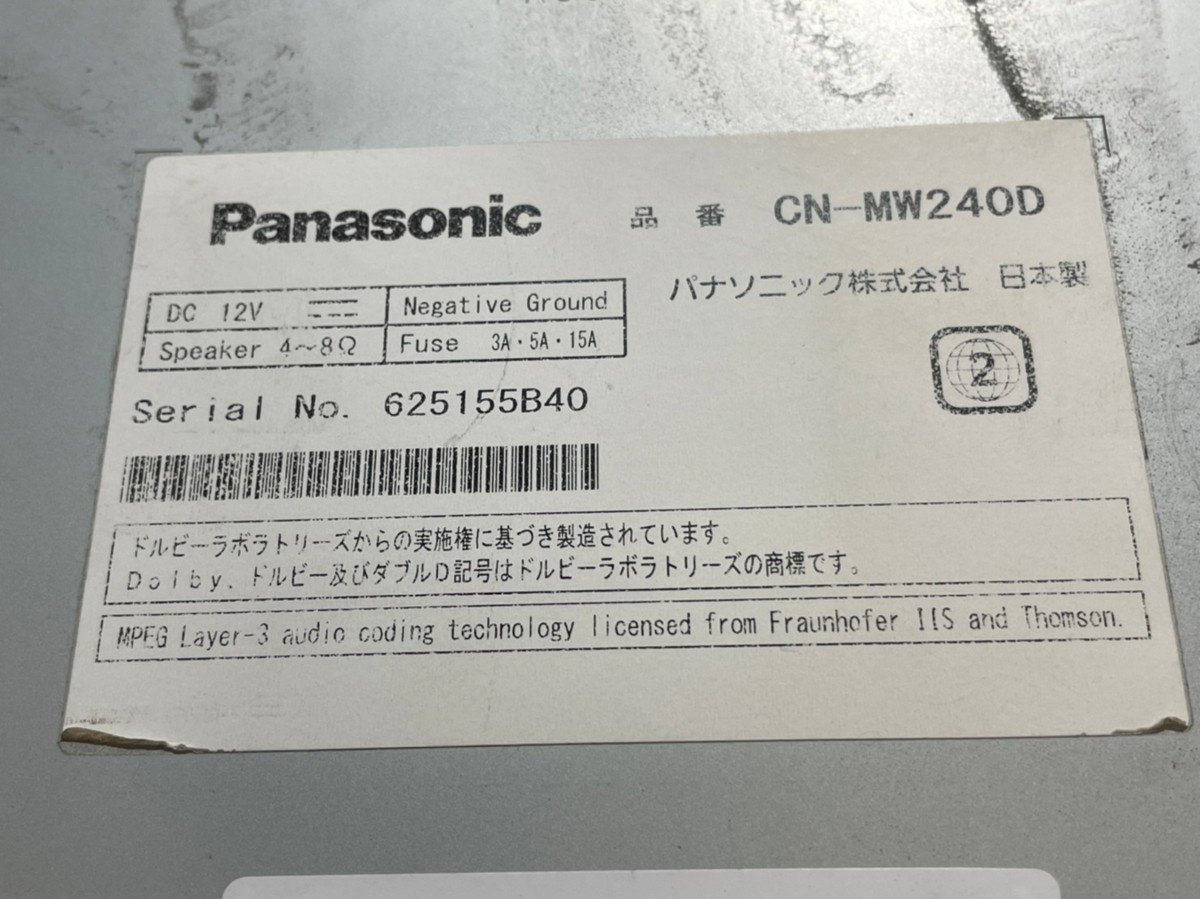 Panasonic 品番 CN-MW240D
パナソニック株式会社 日本製
DC 12V Negative Ground
Speaker 4~8Ω Fuse 3A・5A・15A
2
Serial No. 625155B40
ドルビーラボラトリーズからの実施権に基づき製造されています。
Dolby、ドルビー及びダブルD記号はドルビーラボラトリーズの商標です。
MPEG Layer-3 audio coding technology licensed from Fraunhofer IIS and Thomson.